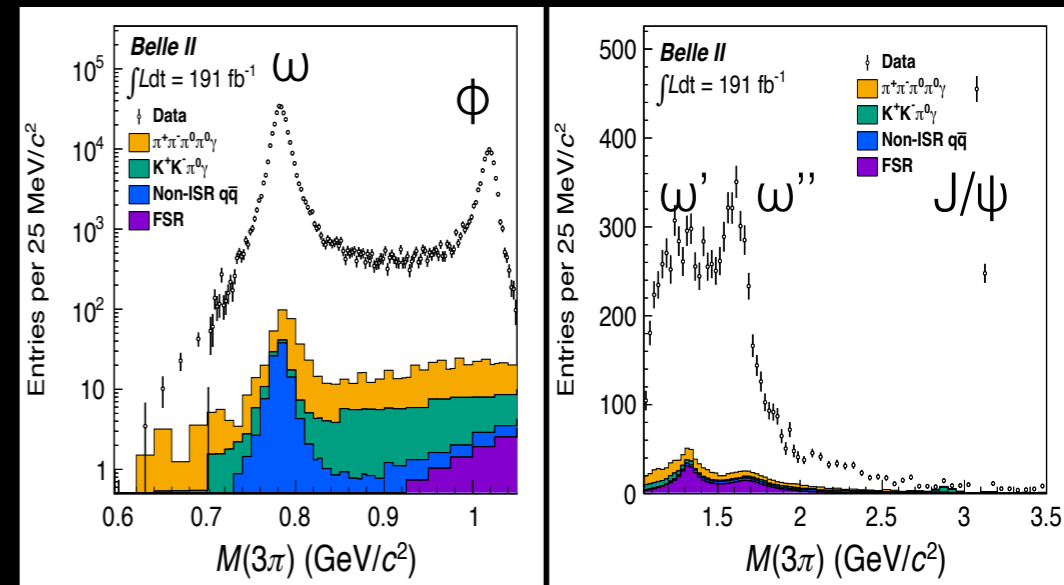 Belle II
∫Ldt = 191 fb⁻¹
Data
π⁺π⁻π⁰π⁰γ
K⁺K⁻π⁰γ
Non-ISR qq̄
FSR
ω
ϕ
10⁵
10⁴
10³
10²
10
1
Entries per 25 MeV/c²
0.6 0.7 0.8 0.9 1
M(3π) (GeV/c²)
Belle II
∫Ldt = 191 fb⁻¹
Data
π⁺π⁻π⁰π⁰γ
K⁺K⁻π⁰γ
Non-ISR qq̄
FSR
ω' ω'' J/ψ
500
400
300
200
100
0
Entries per 25 MeV/c²
1.5 2 2.5 3 3.5
M(3π) (GeV/c²)